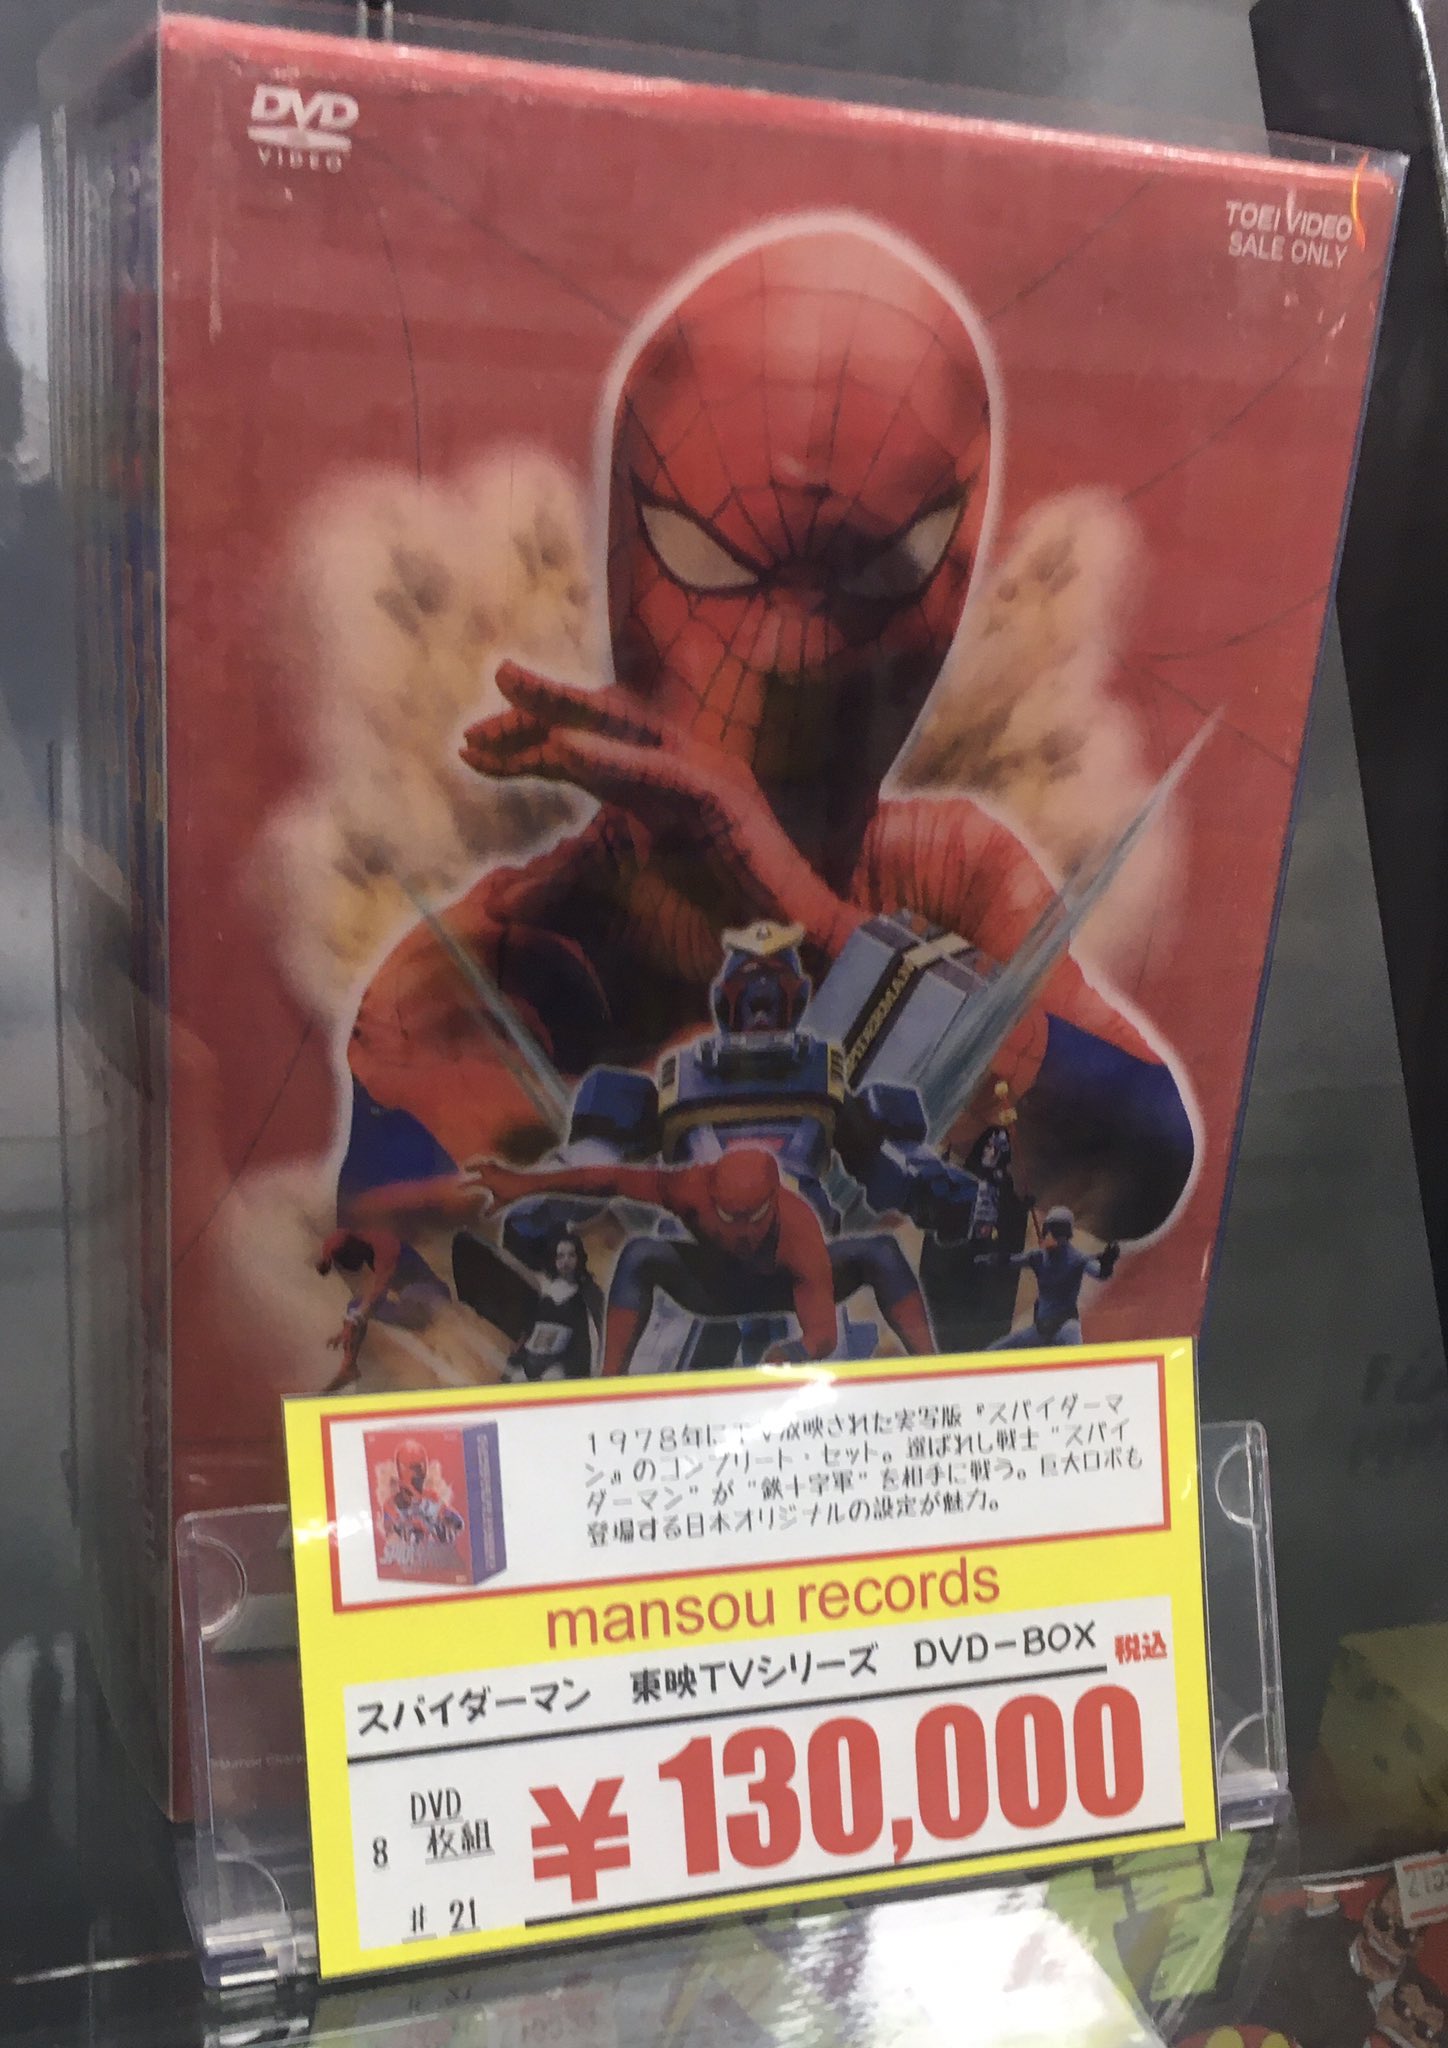 DVD
VIDEO
TOEI VIDEO
SALE ONLY
SPIDERMAN
1978年にTV放映された実写版『スパイダーマ
ン』のコンプリート・セット。選ばれし戦士"スパイ
ダーマン"が"鉄十字軍"を相手に戦う。巨大ロボも
登場する日本オリジナルの設定が魅力。
mansou records
スパイダーマン 東映TVシリーズ DVD-BOX 税込
DVD
8 枚組
¥130,000
# 21